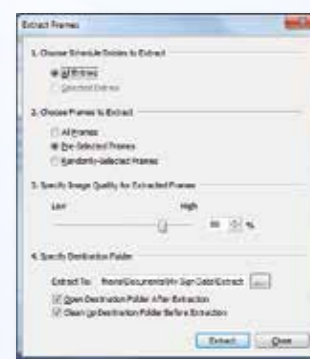 Extract Frames
1. Choose Schedule Entries to Extract
All Entries
Selected Entries
2. Choose Frames to Extract
All Frames
Pre-Selected Frames
Randomly-Selected Frames
3. Specify Image Quality for Extracted Frames
Low High
%
4. Specify Destination Folder
Extract To:
Open Destination Folder After Extraction
Clean Up Destination Folder Before Extraction
Extract Close